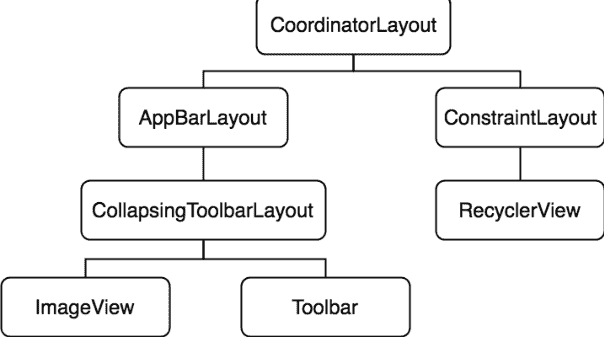 CoordinatorLayout
AppBarLayout
ConstraintLayout
CollapsingToolbarLayout
RecyclerView
ImageView
Toolbar